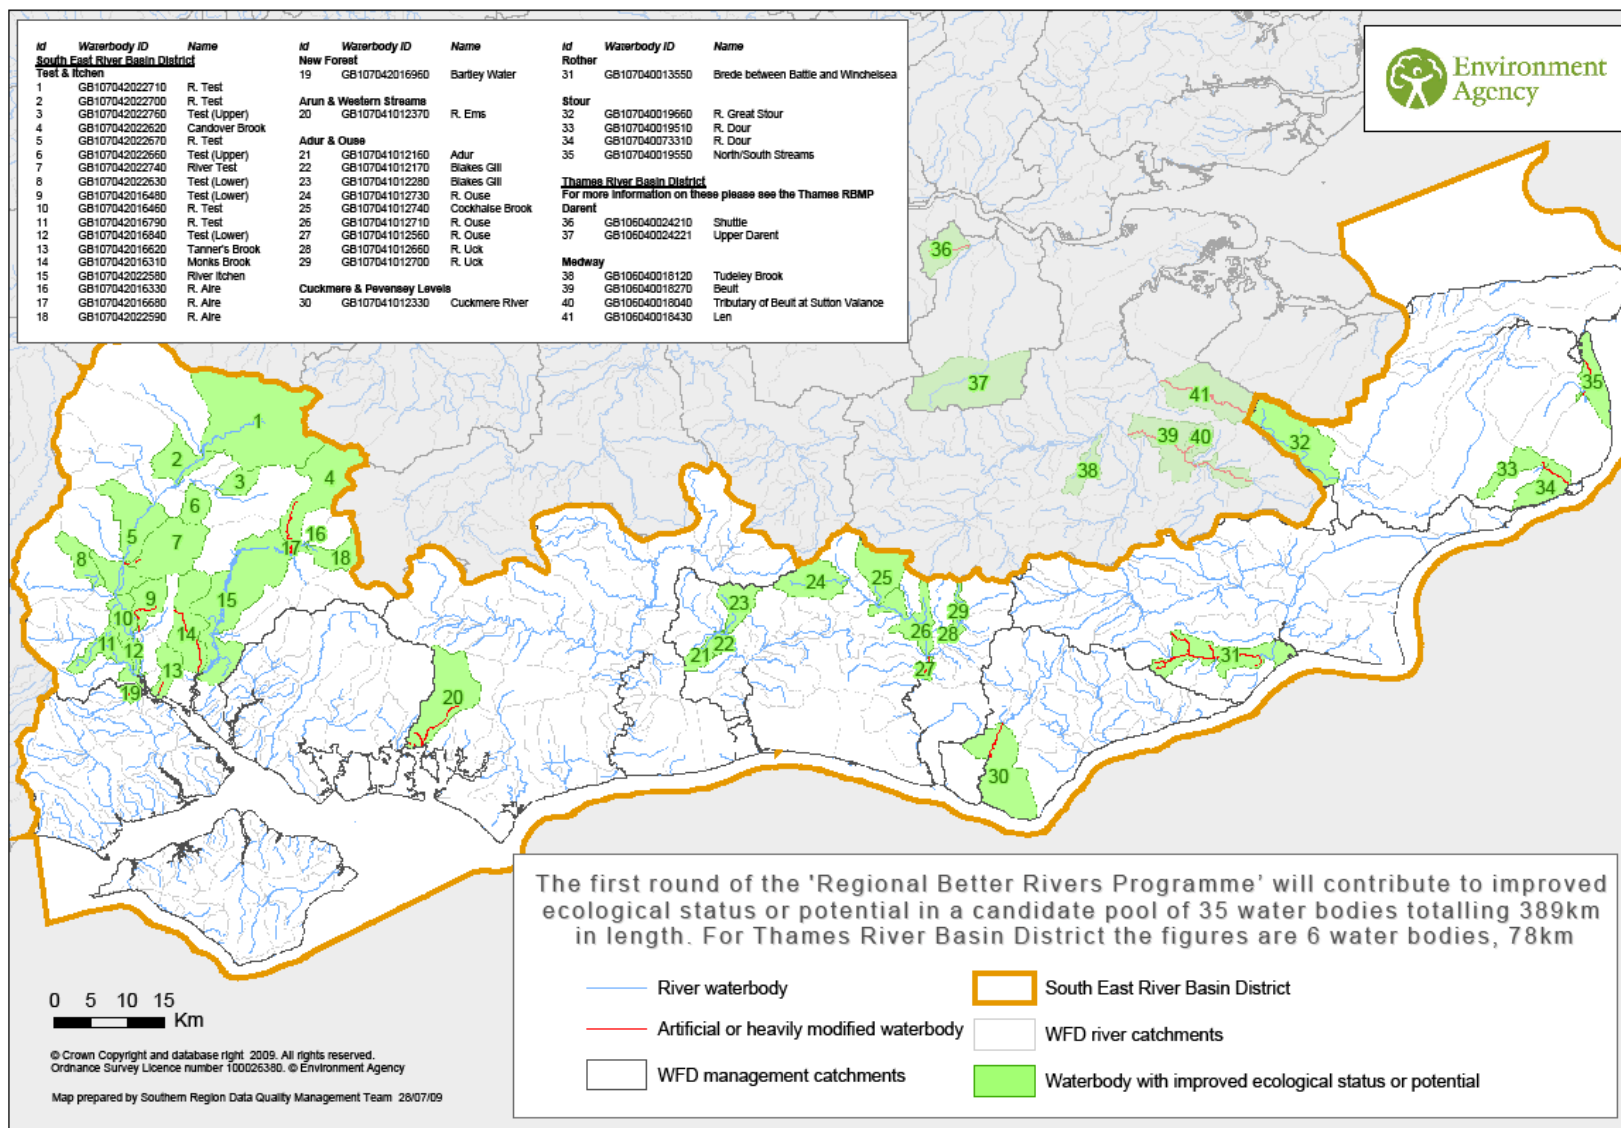 Id Waterbody ID Name
South East River Basin District
Test & Itchen
1 GB107042022710 R. Test
2 GB107042022700 R. Test
3 GB107042022760 Test (Upper)
4 GB107042022620 Candover Brook
5 GB107042022670 R. Test
6 GB107042022660 Test (Upper)
7 GB107042022740 River Test
8 GB107042022630 Test (Lower)
9 GB107042016480 Test (Lower)
10 GB107042016460 R. Test
11 GB107042016790 R. Test
12 GB107042016840 Test (Lower)
13 GB107042016620 Tanner's Brook
14 GB107042016310 Monks Brook
15 GB107042022580 River Itchen
16 GB107042016330 R. Alre
17 GB107042016680 R. Alre
18 GB107042022590 R. Alre
Id Waterbody ID Name
New Forest
19 GB107042016960 Bartley Water
Arun & Western Streams
20 GB107041012370 R. Ems
Adur & Ouse
21 GB107041012160 Adur
22 GB107041012170 Blakes Gill
23 GB107041012280 Blakes Gill
24 GB107041012730 R. Ouse
25 GB107041012740 Cockhaise Brook
26 GB107041012710 R. Ouse
27 GB107041012560 R. Ouse
28 GB107041012660 R. Uck
29 GB107041012700 R. Uck
Cuckmere & Pevensey Levels
30 GB107041012330 Cuckmere River
Id Waterbody ID Name
Rother
31 GB107040013550 Brede between Battle and Winchelsea
Stour
32 GB107040019660 R. Great Stour
33 GB107040019510 R. Dour
34 GB107040073310 R. Dour
35 GB107040019550 North/South Streams
Thames River Basin District
For more information on these please see the Thames RBMP
Darent
36 GB106040024210 Shuttle
37 GB106040024221 Upper Darent
Medway
38 GB106040018120 Tudeley Brook
39 GB106040018270 Beult
40 GB106040018040 Tributary of Beult at Sutton Valance
41 GB106040018430 Len
Environment
Agency
36
37
41
35
1
32
39
40
2
4
38
3
33
34
6
5
7
16
17
8
18
24
25
9
15
23
29
10
26
14
28
11
12
22
21
31
13
27
19
20
30
The first round of the 'Regional Better Rivers Programme' will contribute to improved
ecological status or potential in a candidate pool of 35 water bodies totalling 389km
in length. For Thames River Basin District the figures are 6 water bodies, 78km
River waterbody
Artificial or heavily modified waterbody
WFD management catchments
South East River Basin District
WFD river catchments
Waterbody with improved ecological status or potential
0 5 10 15
Km
© Crown Copyright and database right 2009. All rights reserved.
Ordnance Survey Licence number 100026380. © Environment Agency
Map prepared by Southern Region Data Quality Management Team 28/07/09